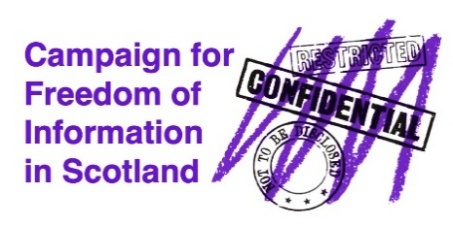 Campaign for
Freedom of
Information
in Scotland
RESTRICTED
CONFIDENTIAL
NOT TO BE DISCLOSED